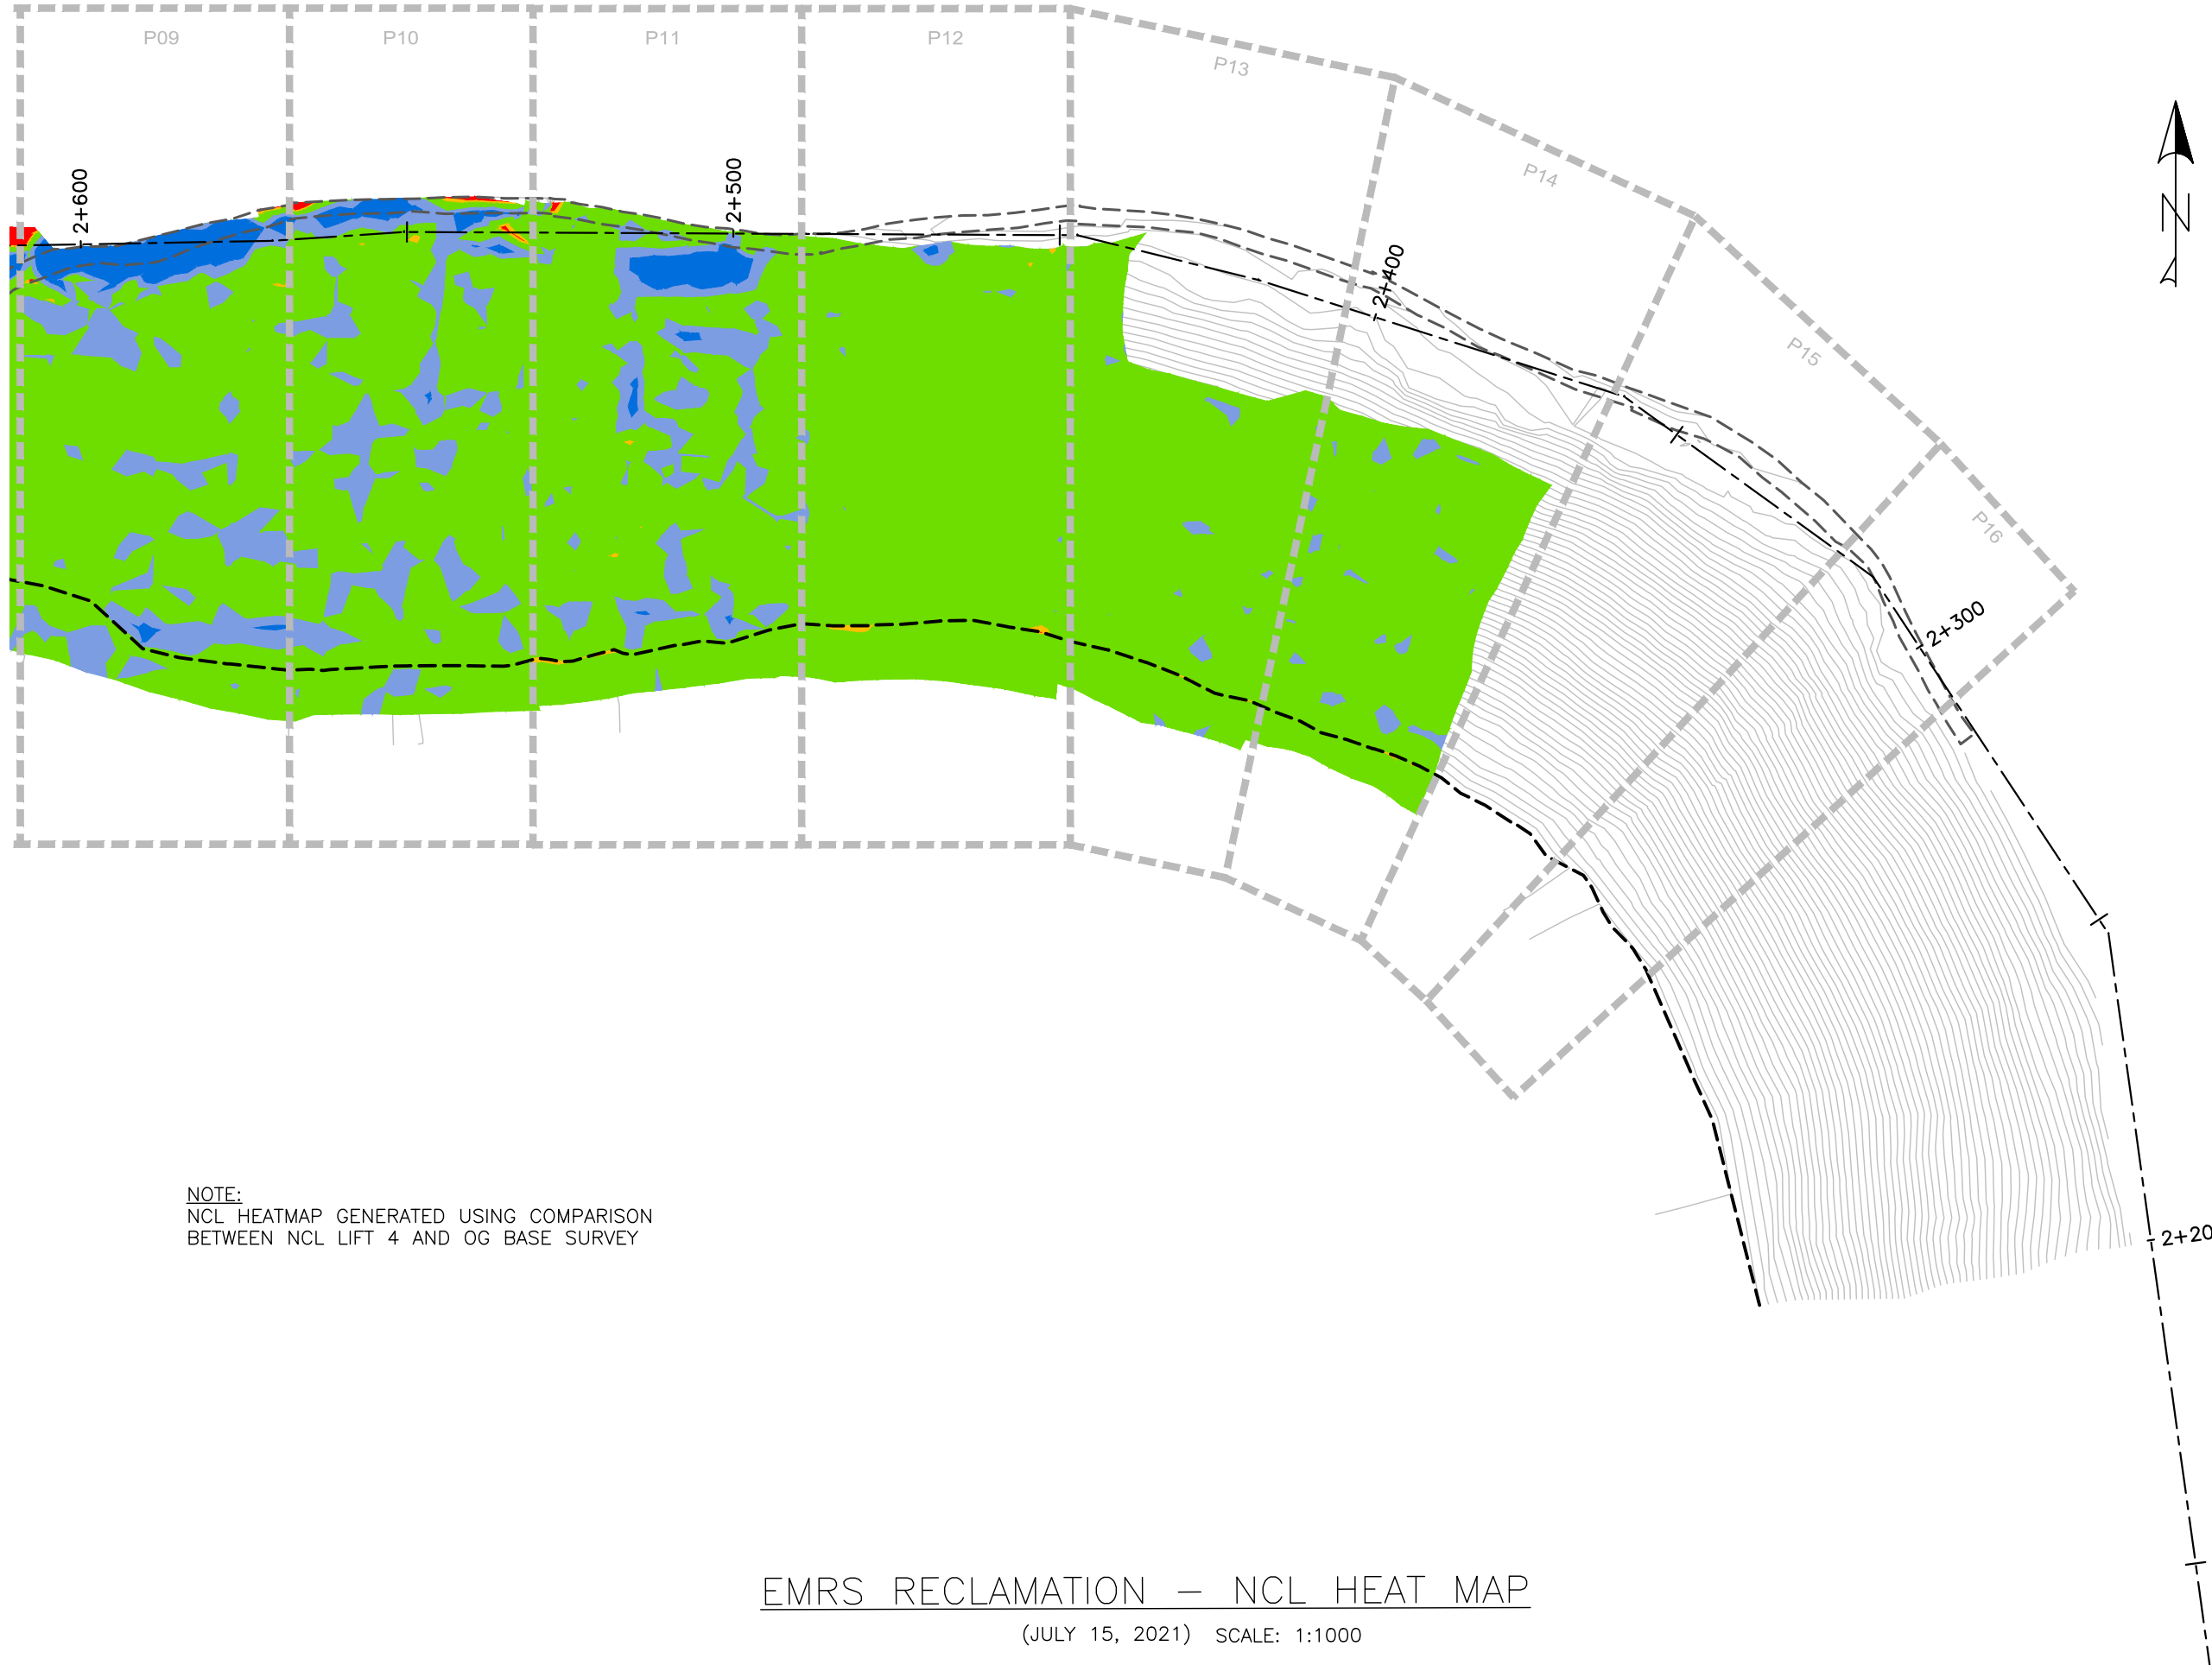 P09
P10
P11
P12
P13
P14
P15
P16
2+600
2+500
2+400
2+300
2+20
N
NOTE:
NCL HEATMAP GENERATED USING COMPARISON
BETWEEN NCL LIFT 4 AND OG BASE SURVEY
EMRS RECLAMATION – NCL HEAT MAP
(JULY 15, 2021) SCALE: 1:1000